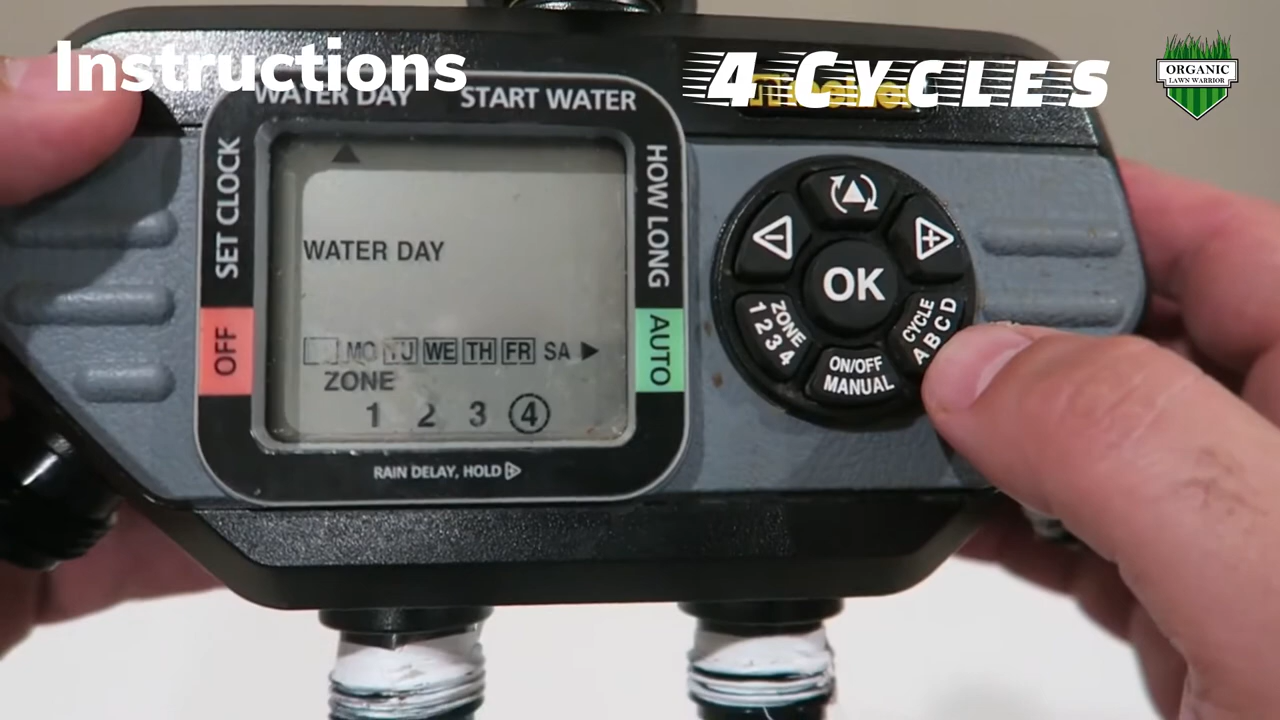 Instructions
4 Cycles
ORGANIC
LAWN WARRIOR
WATER DAY
START WATER
SET CLOCK
HOW LONG
OFF
AUTO
WATER DAY
MO TU WE TH FR SA
ZONE
1 2 3 4
RAIN DELAY, HOLD
OK
ZONE
1 2 3 4
CYCLE
A B C D
ON/OFF
MANUAL